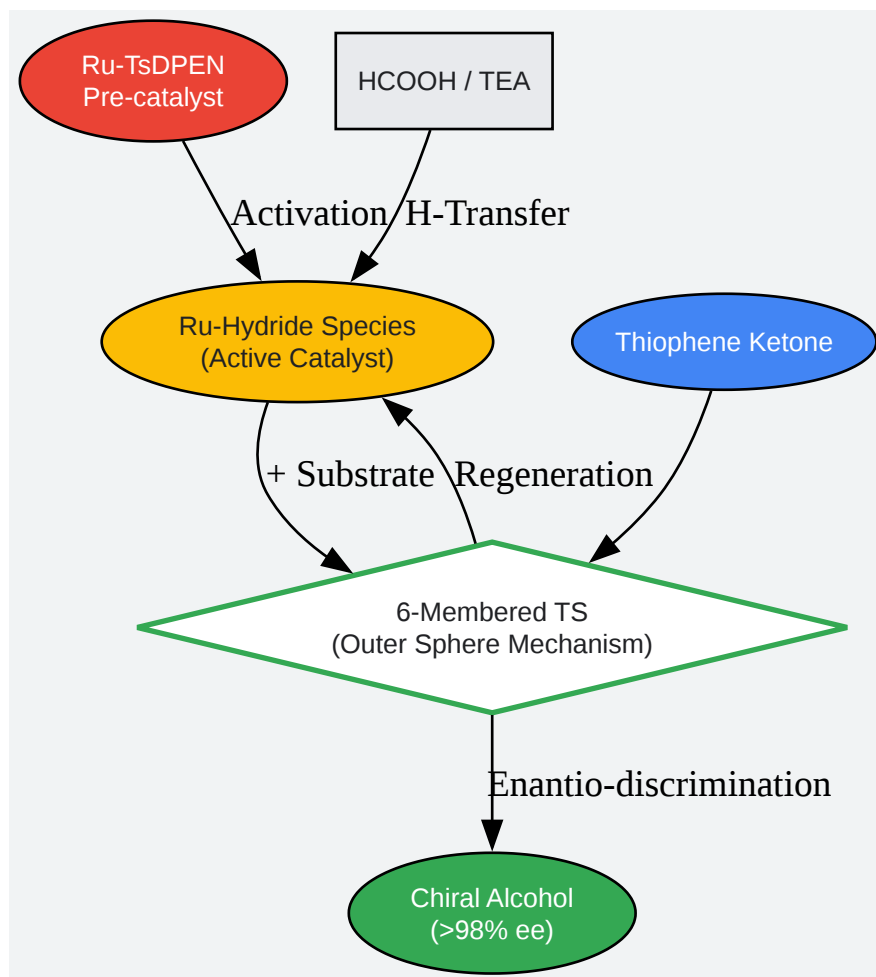 Ru-TsDPEN
Pre-catalyst
HCOOH / TEA
Activation
H-Transfer
Ru-Hydride Species
(Active Catalyst)
Thiophene Ketone
+ Substrate
Regeneration
6-Membered TS
(Outer Sphere Mechanism)
Enantio-discrimination
Chiral Alcohol
(>98% ee)